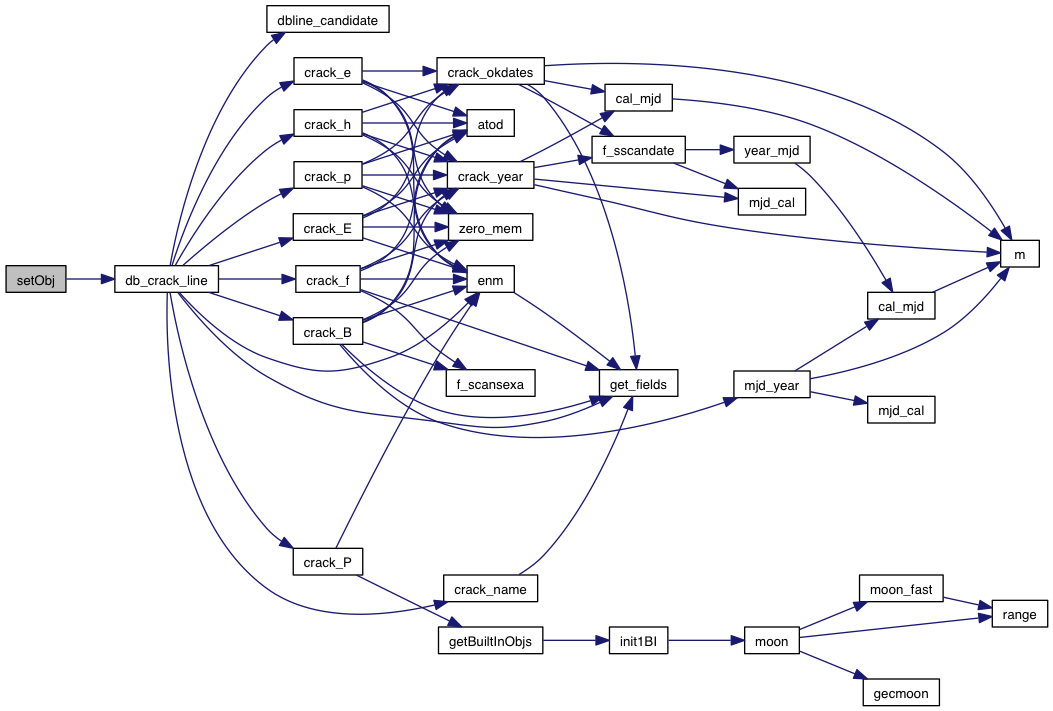 dbline_candidate
crack_e
crack_okdates
cal_mjd
crack_h
atod
f_sscandate
year_mjd
crack_p
crack_year
mjd_cal
crack_E
zero_mem
m
setObj
db_crack_line
crack_f
enm
cal_mjd
crack_B
f_scansexa
get_fields
mjd_year
mjd_cal
crack_P
crack_name
moon_fast
range
getBuiltInObjs
init1BI
moon
gecmoon